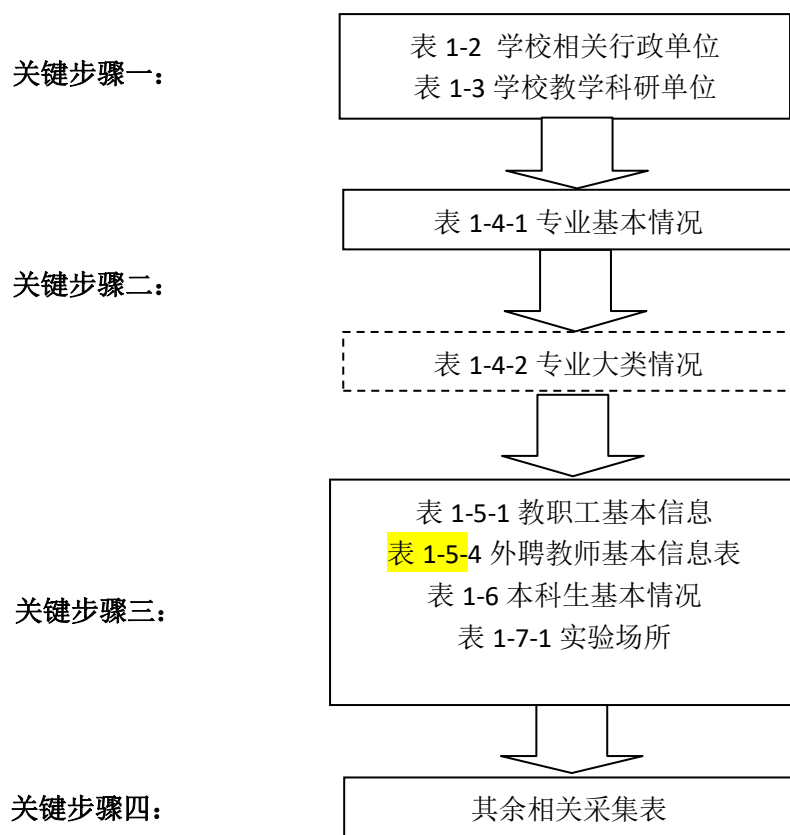 表 1-2 学校相关行政单位
关键步骤一：
表 1-3 学校教学科研单位
表 1-4-1 专业基本情况
关键步骤二：
表 1-4-2 专业大类情况
表 1-5-1 教职工基本信息
表 1-5-4 外聘教师基本信息表
表 1-6 本科生基本情况
关键步骤三：
表 1-7-1 实验场所
关键步骤四：
其余相关采集表